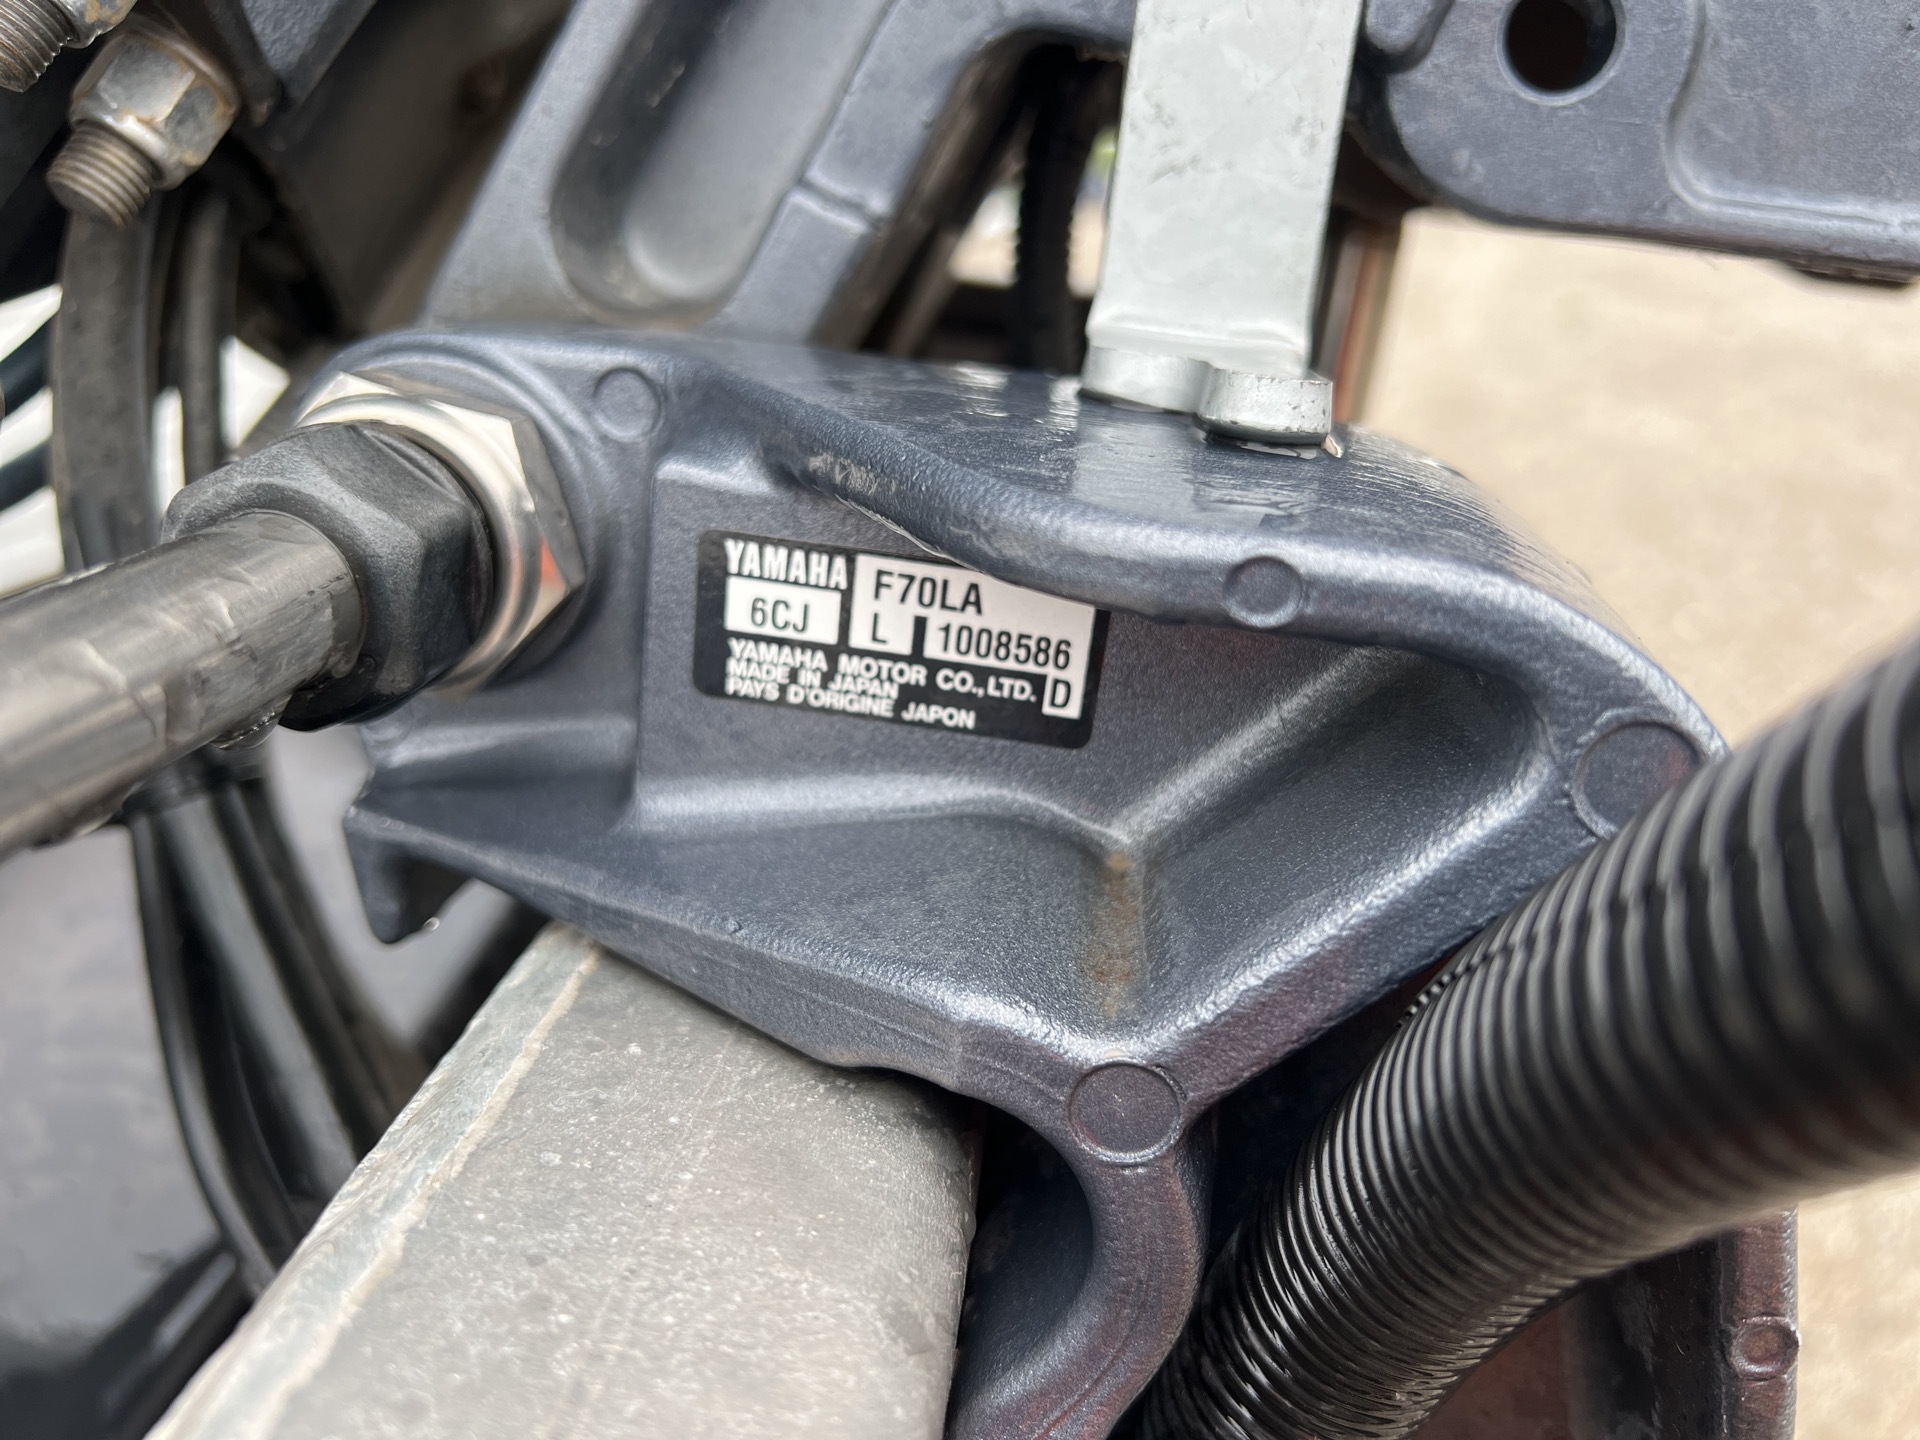 YAMAHA F70LA
6CJ L 1008586
YAMAHA MOTOR CO., LTD.
MADE IN JAPAN D
PAYS D'ORIGINE JAPON